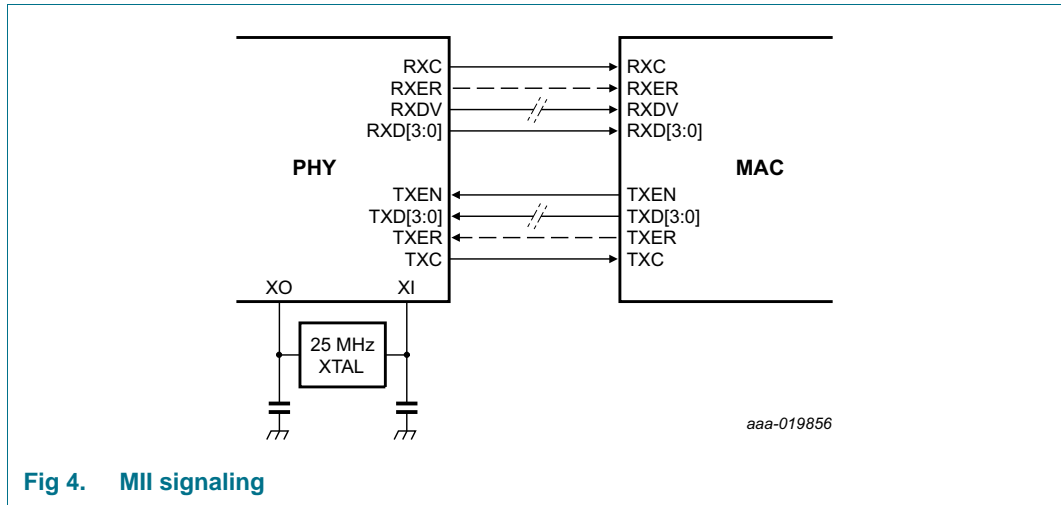 RXC RXC
RXER RXER
RXDV RXDV
RXD[3:0] RXD[3:0]
PHY MAC
TXEN TXEN
TXD[3:0] TXD[3:0]
TXER TXER
TXC TXC
XO XI
25 MHz
XTAL
aaa-019856
Fig 4. MII signaling